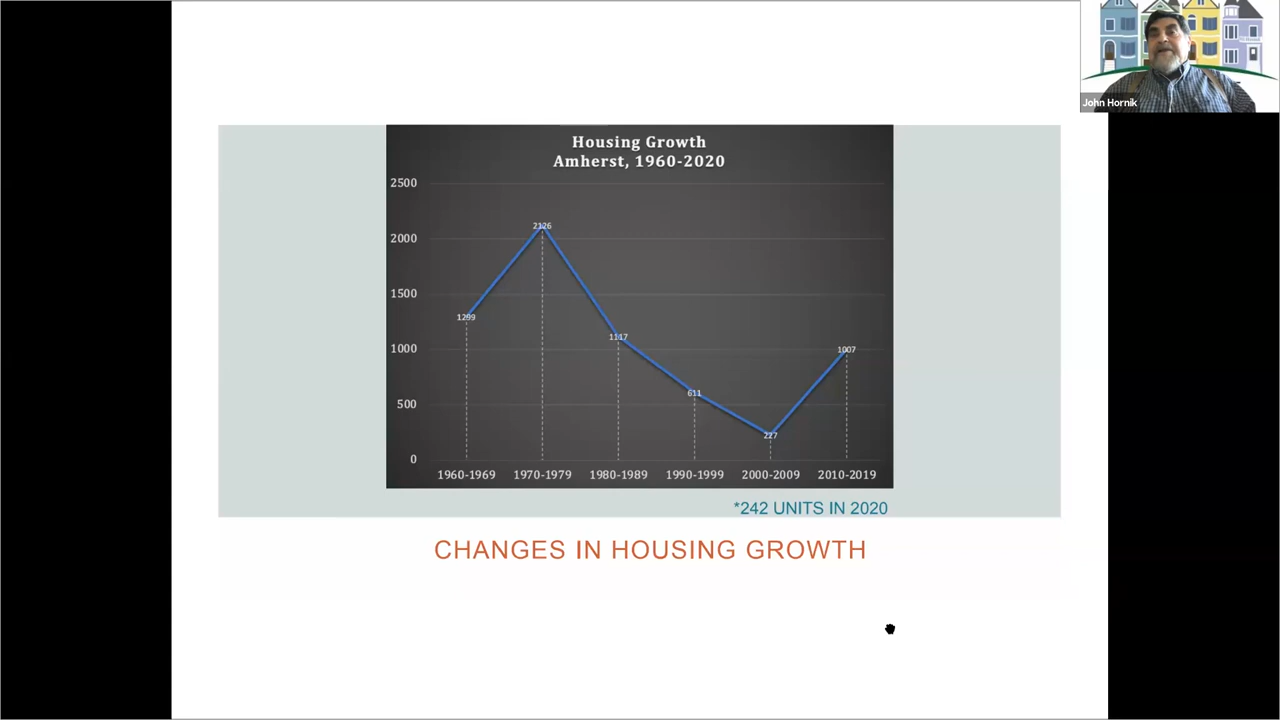 John Hornik
Housing Growth
Amherst, 1960-2020
2500
2000
1500
1000
500
0
1299
2126
1117
611
227
1007
1960-1969 1970-1979 1980-1989 1990-1999 2000-2009 2010-2019
*242 UNITS IN 2020
CHANGES IN HOUSING GROWTH